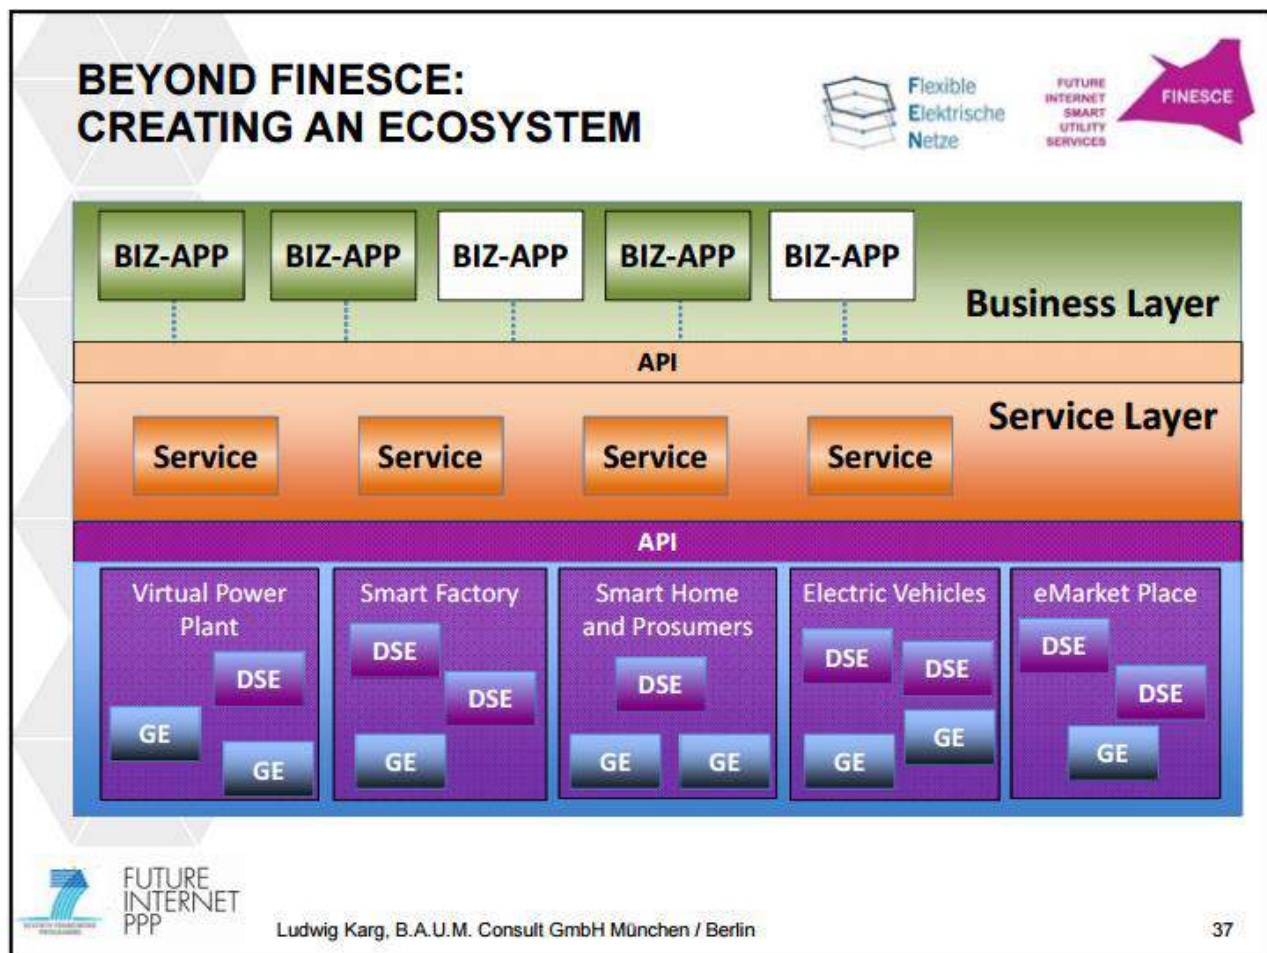 BEYOND FINESCE:
CREATING AN ECOSYSTEM
Flexible
Elektrische
Netze
FUTURE
INTERNET
SMART
UTILITY
SERVICES
FINESCE
BIZ-APP
BIZ-APP
BIZ-APP
BIZ-APP
BIZ-APP
Business Layer
API
Service Layer
Service
Service
Service
Service
API
Virtual Power
Plant
DSE
GE
GE
Smart Factory
DSE
DSE
GE
Smart Home
and Prosumers
DSE
GE
GE
Electric Vehicles
DSE
DSE
GE
GE
eMarket Place
DSE
DSE
GE
SEVENTH FRAMEWORK
PROGRAMME
FUTURE
INTERNET
PPP
Ludwig Karg, B.A.U.M. Consult GmbH München / Berlin
37